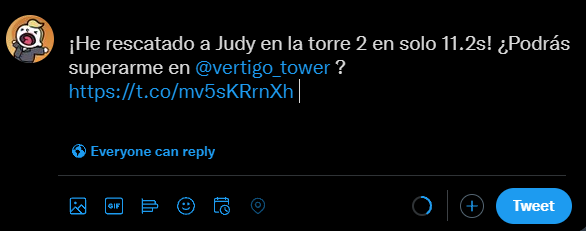 ¡He rescatado a Judy en la torre 2 en solo 11.2s! ¿Podrás
superarme en @vertigo_tower ?
https://t.co/mv5sKRrnXh
Everyone can reply
GIF
Tweet